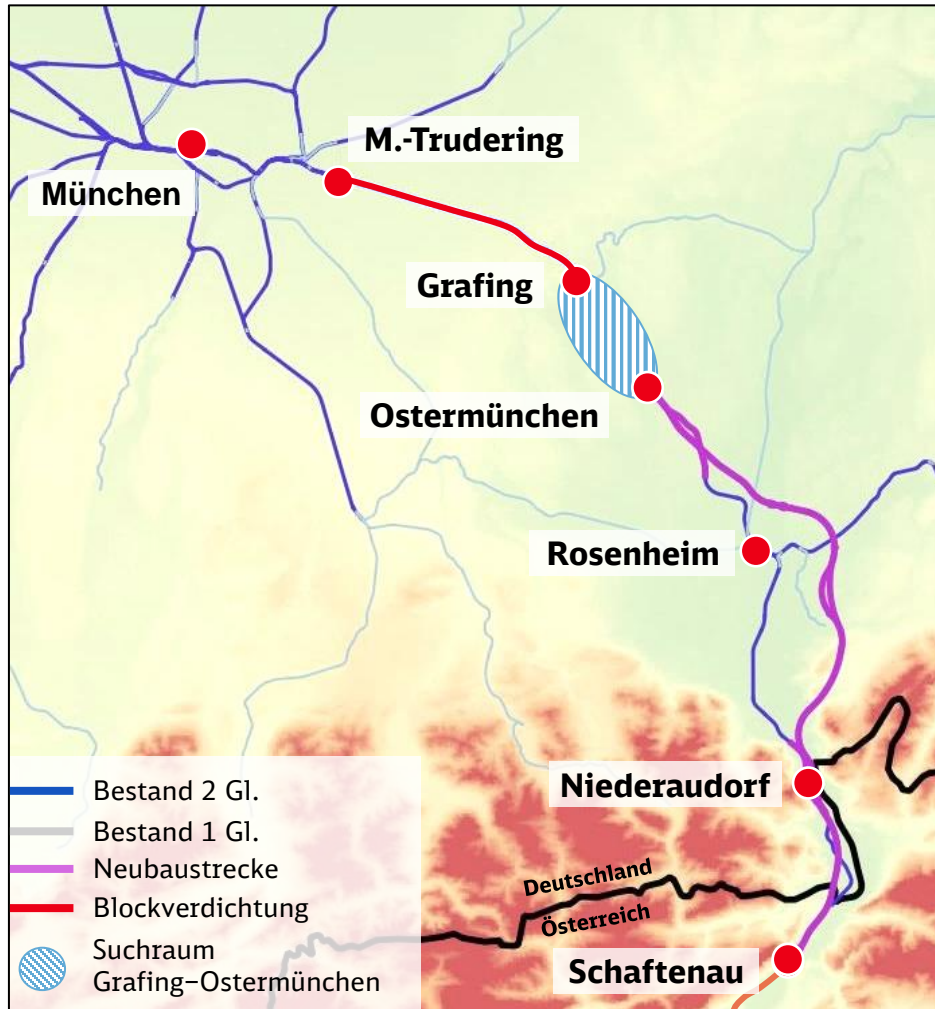 M.-Trudering
München
Grafing
Ostermünchen
Rosenheim
Niederaudorf
Bestand 2 Gl.
Bestand 1 Gl.
Neubaustrecke
Blockverdichtung
Suchraum
Grafing–Ostermünchen
Deutschland
Österreich
Schaftenau